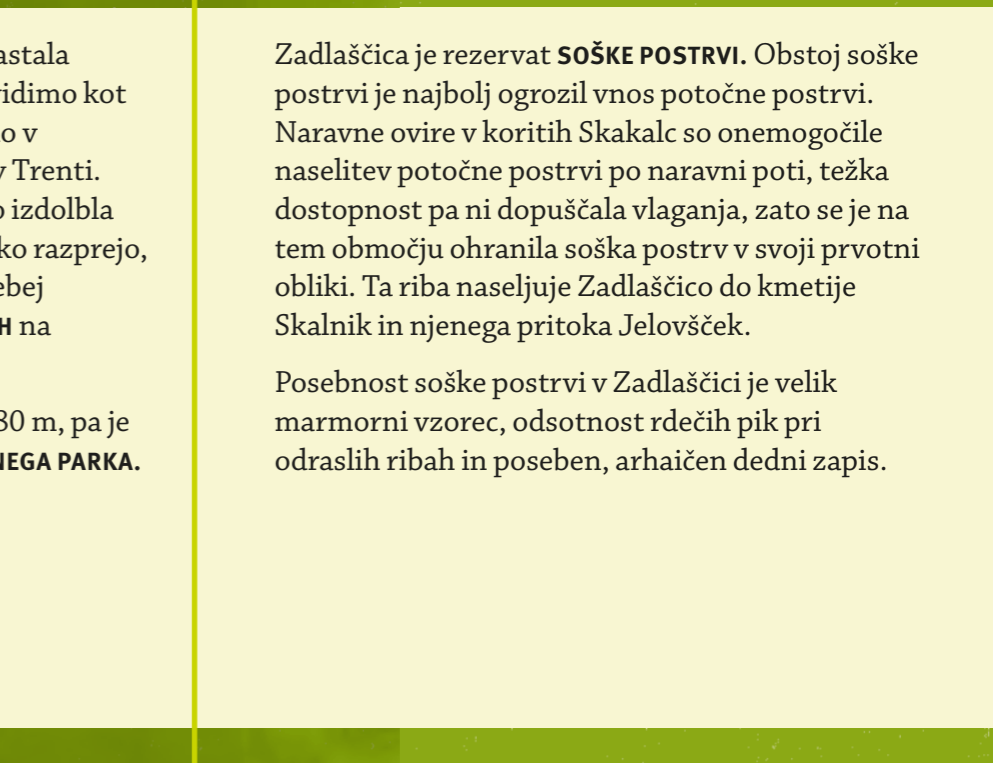 astala
vidimo kot
o v
v Trenti.
o izdolbla
ko razprejo,
ebej
H na
80 m, pa je
NEGA PARKA.
Zadlaščica je rezervat SOŠKE POSTRVI. Obstoj soške
postrvi je najbolj ogrozil vnos potočne postrvi.
Naravne ovire v koritih Skakalc so onemogočile
naselitev potočne postrvi po naravni poti, težka
dostopnost pa ni dopuščala vlaganja, zato se je na
tem območju ohranila soška postrv v svoji prvotni
obliki. Ta riba naseljuje Zadlaščico do kmetije
Skalnik in njenega pritoka Jelovšček.
Posebnost soške postrvi v Zadlaščici je velik
marmorni vzorec, odsotnost rdečih pik pri
odraslih ribah in poseben, arhaičen dedni zapis.